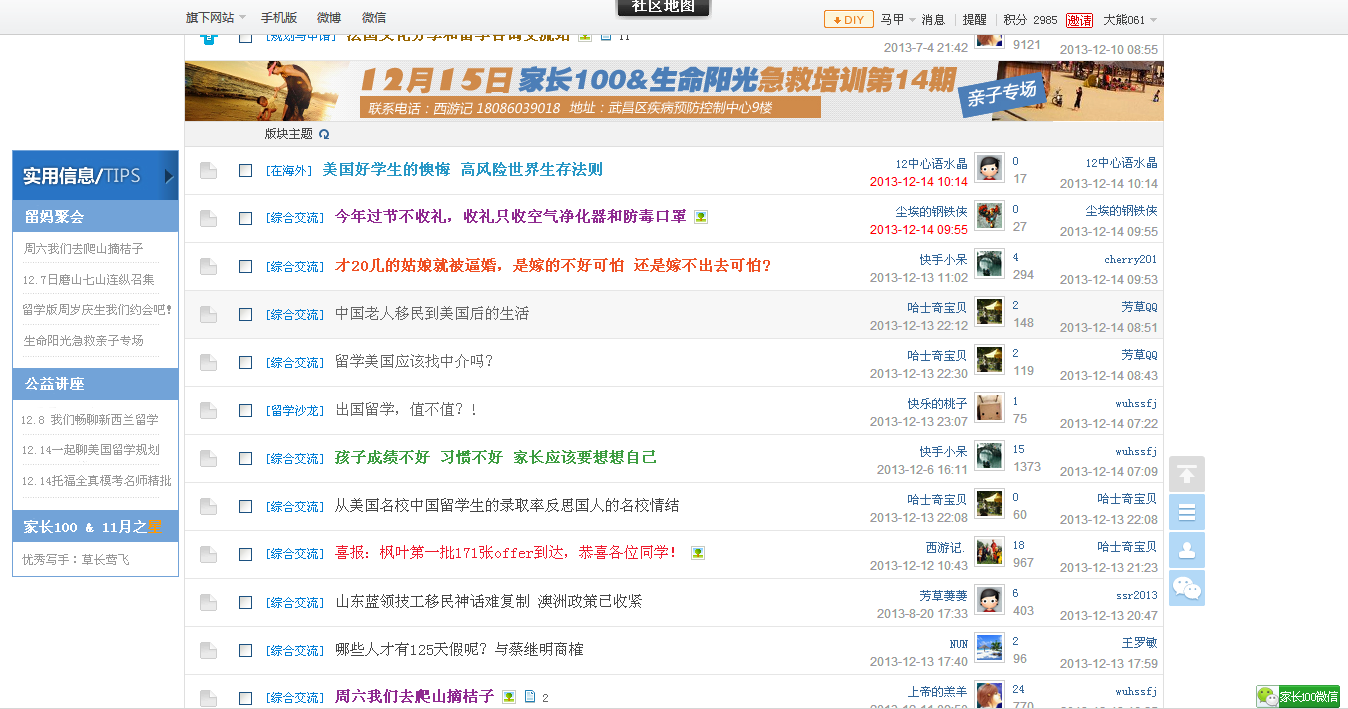 旗下网站 手机版 微博 微信
社区地图
DIY 马甲 消息 提醒 积分 2985 邀请 大熊061
[规划与申请] 法国文化分享和留学咨询交流站 11
2013-7-4 21:42 9121 2013-12-10 08:55
12月15日 家长100&生命阳光急救培训第14期
联系电话：西游记 18086039018 地址：武昌区疾病预防控制中心9楼
亲子专场
版块主题
实用信息/TIPS
留妈聚会
周六我们去爬山摘桔子
12.7日磨山七山连纵召集
留学版周岁庆生我们约会吧!
生命阳光急救亲子专场
公益讲座
12.8 我们畅聊新西兰留学
12.14一起聊美国留学规划
12.14托福全真模考名师精批
家长100 & 11月之星
优秀写手：草长莺飞
[在海外] 美国好学生的懊悔 高风险世界生存法则 12中心语水晶 0 12中心语水晶
2013-12-14 10:14 17 2013-12-14 10:14
[综合交流] 今年过节不收礼，收礼只收空气净化器和防毒口罩 尘埃的钢铁侠 0 尘埃的钢铁侠
2013-12-14 09:55 27 2013-12-14 09:55
[综合交流] 才20几的姑娘就被逼婚，是嫁的不好可怕 还是嫁不出去可怕? 快手小呆 4 cherry201
2013-12-13 11:02 294 2013-12-14 09:53
[综合交流] 中国老人移民到美国后的生活 哈士奇宝贝 2 芳草QQ
2013-12-13 22:12 148 2013-12-14 08:51
[综合交流] 留学美国应该找中介吗? 哈士奇宝贝 2 芳草QQ
2013-12-13 22:30 119 2013-12-14 08:43
[留学沙龙] 出国留学，值不值？！ 快乐的桃子 1 wuhssfj
2013-12-13 23:07 75 2013-12-14 07:22
[综合交流] 孩子成绩不好 习惯不好 家长应该要想想自己 快手小呆 15 wuhssfj
2013-12-6 16:11 1373 2013-12-14 07:09
[综合交流] 从美国名校中国留学生的录取率反思国人的名校情结 哈士奇宝贝 0 哈士奇宝贝
2013-12-13 22:08 60 2013-12-13 22:08
[综合交流] 喜报：枫叶第一批171张offer到达，恭喜各位同学！ 西游记. 18 哈士奇宝贝
2013-12-12 10:43 967 2013-12-13 21:23
[综合交流] 山东蓝领技工移民神话难复制 澳洲政策已收紧 芳草萋萋 6 ssr2013
2013-8-20 17:33 403 2013-12-13 20:47
[综合交流] 哪些人才有125天假呢？与蔡继明商榷 NUN 2 王罗敏
2013-12-13 17:40 96 2013-12-13 17:59
[综合交流] 周六我们去爬山摘桔子 2 上帝的羔羊 24 wuhssfj
770
家长100微信